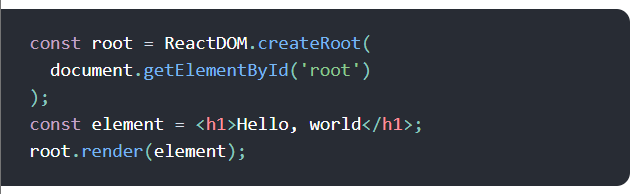 const root = ReactDOM.createRoot(
  document.getElementById('root')
);
const element = <h1>Hello, world</h1>;
root.render(element);